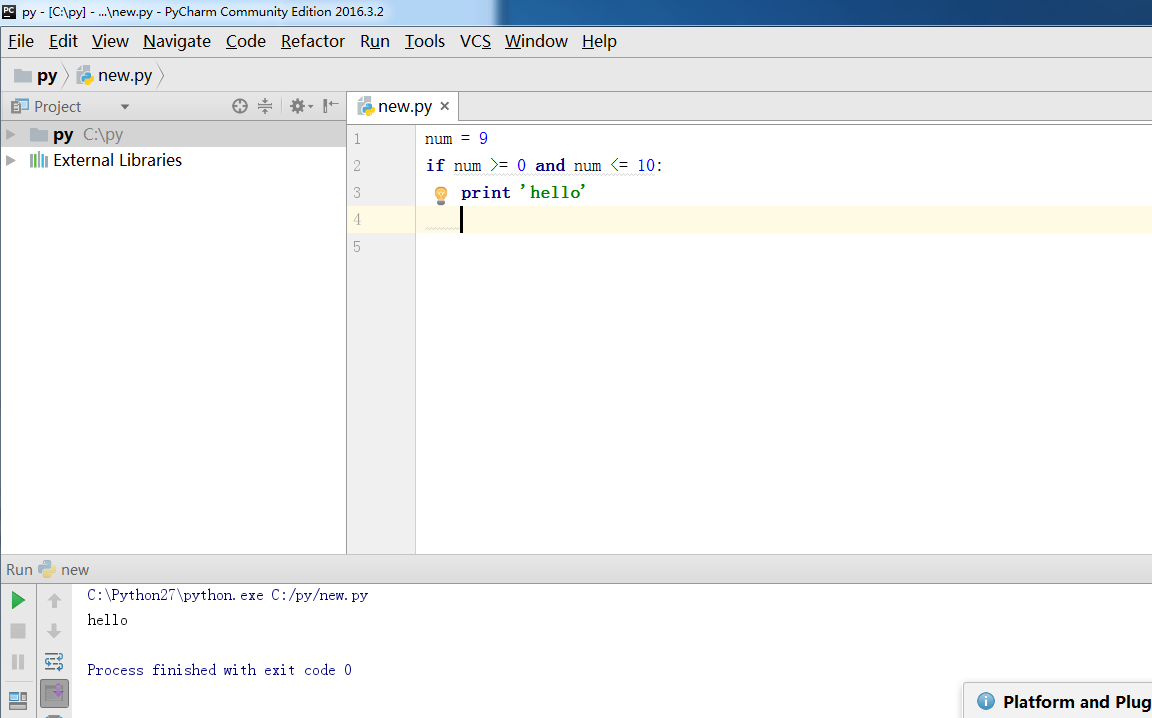 py - [C:\py] - ...\new.py - PyCharm Community Edition 2016.3.2
File Edit View Navigate Code Refactor Run Tools VCS Window Help
py new.py
Project
new.py
py C:\py
External Libraries
1 num = 9
2 if num >= 0 and num <= 10:
3 print 'hello'
4
5
Run new
C:\Python27\python.exe C:/py/new.py
hello
Process finished with exit code 0
Platform and Plug